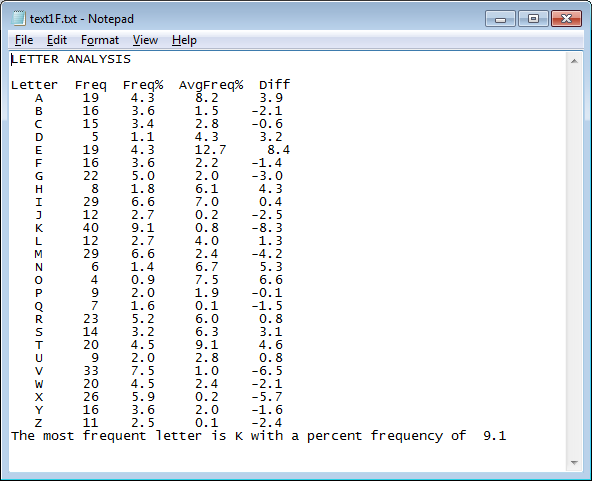 text1F.txt - Notepad
File Edit Format View Help
LETTER ANALYSIS
Letter Freq Freq% AvgFreq% Diff
A 19 4.3 8.2 3.9
B 16 3.6 1.5 -2.1
C 15 3.4 2.8 -0.6
D 5 1.1 4.3 3.2
E 19 4.3 12.7 8.4
F 16 3.6 2.2 -1.4
G 22 5.0 2.0 -3.0
H 8 1.8 6.1 4.3
I 29 6.6 7.0 0.4
J 12 2.7 0.2 -2.5
K 40 9.1 0.8 -8.3
L 12 2.7 4.0 1.3
M 29 6.6 2.4 -4.2
N 6 1.4 6.7 5.3
O 4 0.9 7.5 6.6
P 9 2.0 1.9 -0.1
Q 7 1.6 0.1 -1.5
R 23 5.2 6.0 0.8
S 14 3.2 6.3 3.1
T 20 4.5 9.1 4.6
U 9 2.0 2.8 0.8
V 33 7.5 1.0 -6.5
W 20 4.5 2.4 -2.1
X 26 5.9 0.2 -5.7
Y 16 3.6 2.0 -1.6
Z 11 2.5 0.1 -2.4
The most frequent letter is K with a percent frequency of 9.1